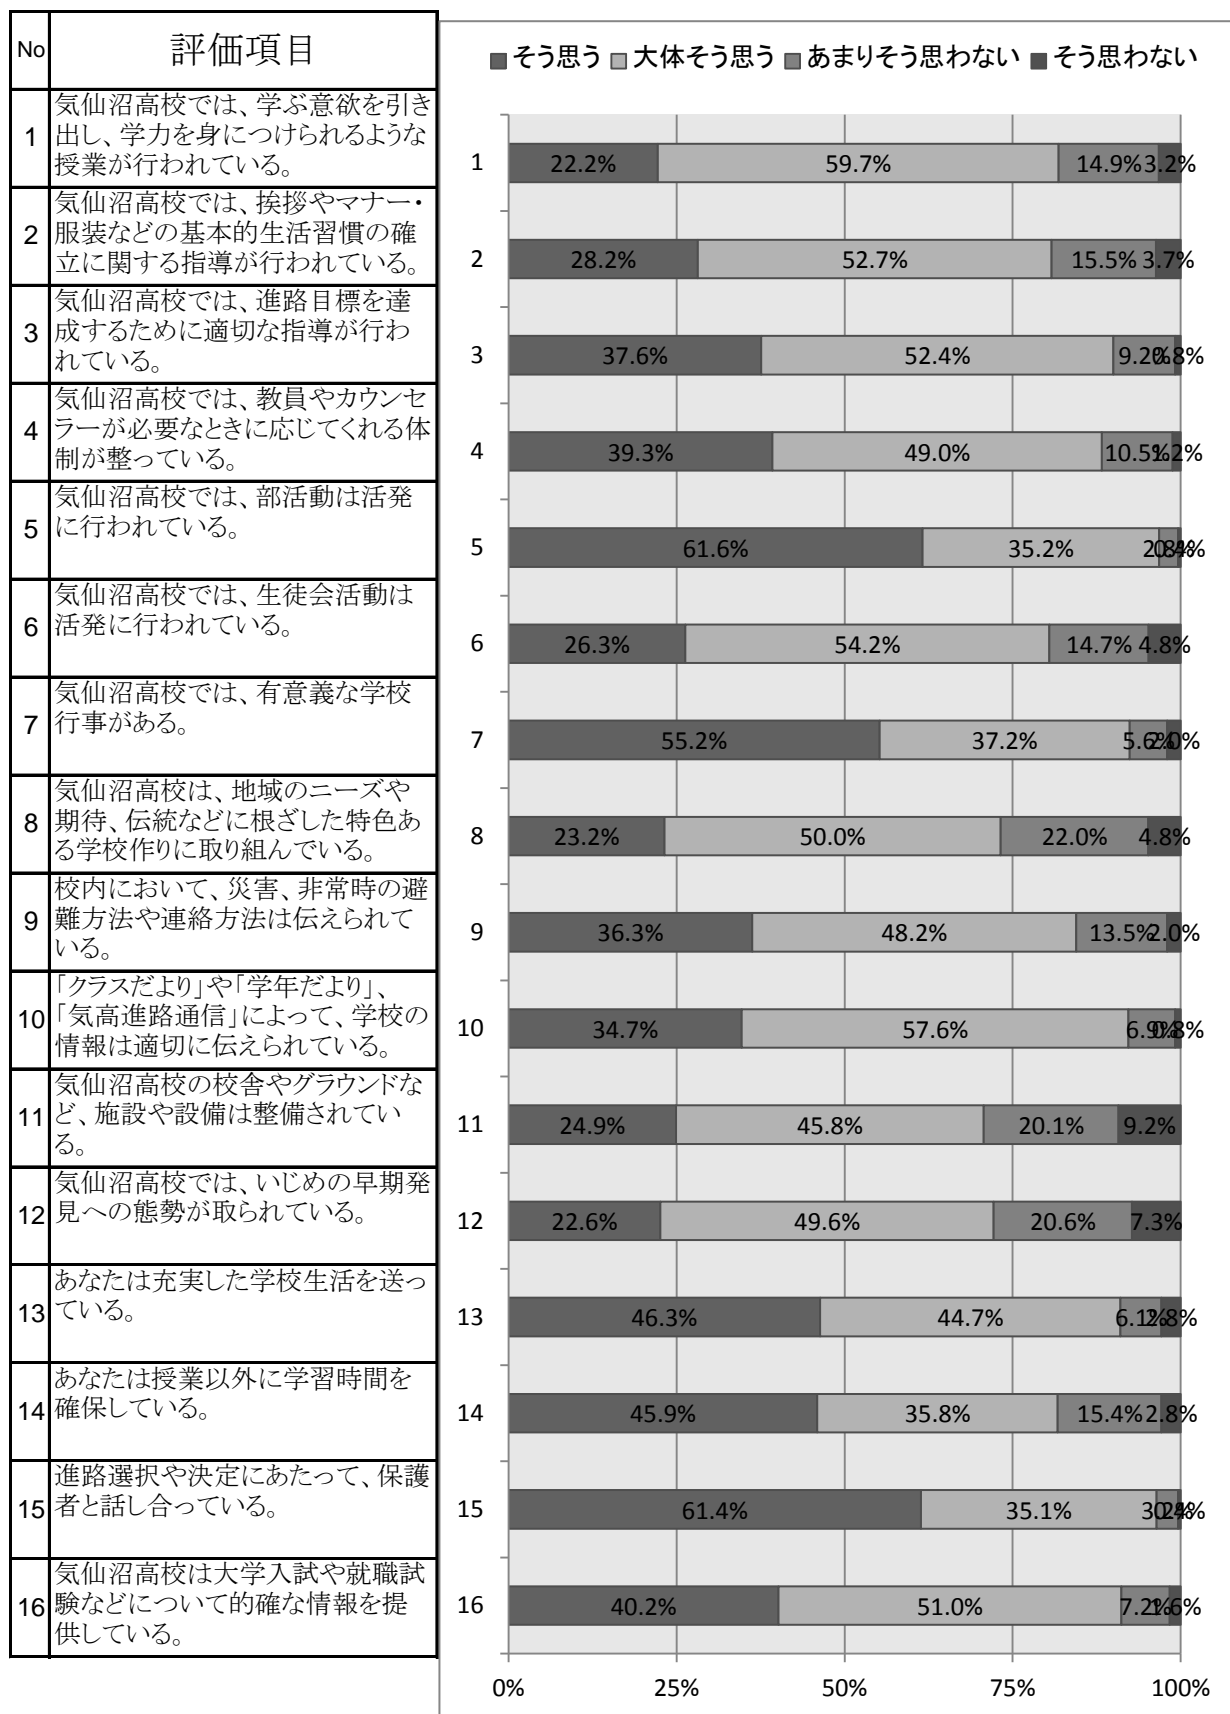 No 評価項目
1 気仙沼高校では、学ぶ意欲を引き
出し、学力を身につけられるような
授業が行われている。
2 気仙沼高校では、挨拶やマナー・
服装などの基本的生活習慣の確
立に関する指導が行われている。
3 気仙沼高校では、進路目標を達
成するために適切な指導が行わ
れている。
4 気仙沼高校では、教員やカウンセ
ラーが必要なときに応じてくれる体
制が整っている。
5 気仙沼高校では、部活動は活発
に行われている。
6 気仙沼高校では、生徒会活動は
活発に行われている。
7 気仙沼高校では、有意義な学校
行事がある。
8 気仙沼高校は、地域のニーズや
期待、伝統などに根ざした特色あ
る学校作りに取り組んでいる。
9 校内において、災害、非常時の避
難方法や連絡方法は伝えられて
いる。
10 「クラスだより」や「学年だより」、
「気高進路通信」によって、学校の
情報は適切に伝えられている。
11 気仙沼高校の校舎やグラウンドな
ど、施設や設備は整備されてい
る。
12 気仙沼高校では、いじめの早期発
見への態勢が取られている。
13 あなたは充実した学校生活を送っ
ている。
14 あなたは授業以外に学習時間を
確保している。
15 進路選択や決定にあたって、保護
者と話し合っている。
16 気仙沼高校は大学入試や就職試
験などについて的確な情報を提
供している。
そう思う 大体そう思う あまりそう思わない そう思わない
1 22.2% 59.7% 14.9% 3.2%
2 28.2% 52.7% 15.5% 3.7%
3 37.6% 52.4% 9.2% 0.8%
4 39.3% 49.0% 10.5% 1.2%
5 61.6% 35.2% 2.8% 0.4%
6 26.3% 54.2% 14.7% 4.8%
7 55.2% 37.2% 5.6% 2.0%
8 23.2% 50.0% 22.0% 4.8%
9 36.3% 48.2% 13.5% 2.0%
10 34.7% 57.6% 6.9% 0.8%
11 24.9% 45.8% 20.1% 9.2%
12 22.6% 49.6% 20.6% 7.3%
13 46.3% 44.7% 6.1% 2.8%
14 45.9% 35.8% 15.4% 2.8%
15 61.4% 35.1% 3.2% 0.4%
16 40.2% 51.0% 7.2% 1.6%
0% 25% 50% 75% 100%